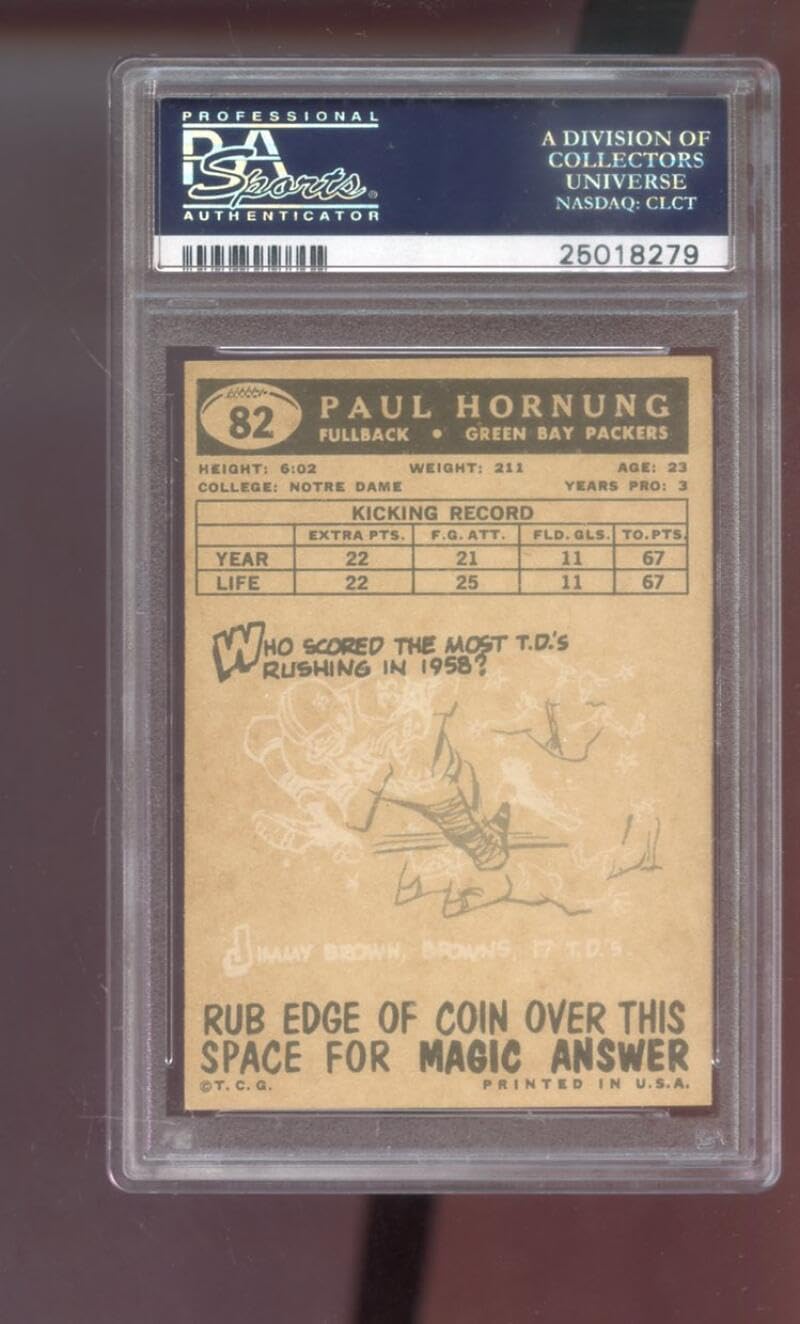 PROFESSIONAL
PSA
Sports®
AUTHENTICATOR
A DIVISION OF
COLLECTORS
UNIVERSE
NASDAQ: CLCT
25018279
82
PAUL HORNUNG
FULLBACK • GREEN BAY PACKERS
HEIGHT: 6:02 WEIGHT: 211 AGE: 23
COLLEGE: NOTRE DAME YEARS PRO: 3
KICKING RECORD
EXTRA PTS. F.G. ATT. FLD. GLS. TO. PTS.
YEAR 22 21 11 67
LIFE 22 25 11 67
WHO SCORED THE MOST T.D.'S
RUSHING IN 1958?
JIMMY BROWN, BROWNS, 17 T.D.'S.
RUB EDGE OF COIN OVER THIS
SPACE FOR MAGIC ANSWER
©T. C. G. PRINTED IN U.S.A.